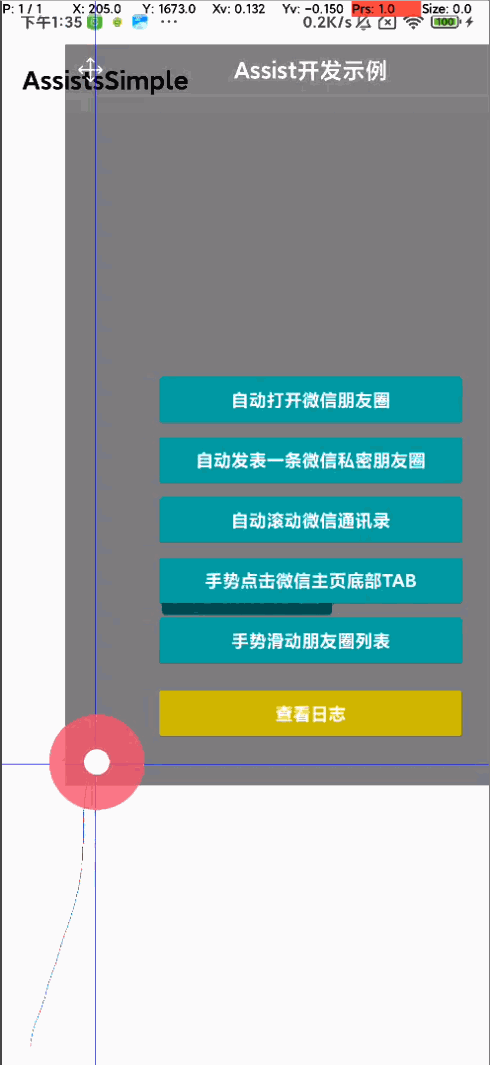 P: 1 / 1 X: 205.0 Y: 1673.0 Xv: 0.132 Yv: -0.150 Prs: 1.0 Size: 0.0
下午1:35 ··· 0.2K/s 100
AssistsSimple
Assist开发示例
自动打开微信朋友圈
自动发表一条微信私密朋友圈
自动滚动微信通讯录
手势点击微信主页底部TAB
手势滑动朋友圈列表
查看日志